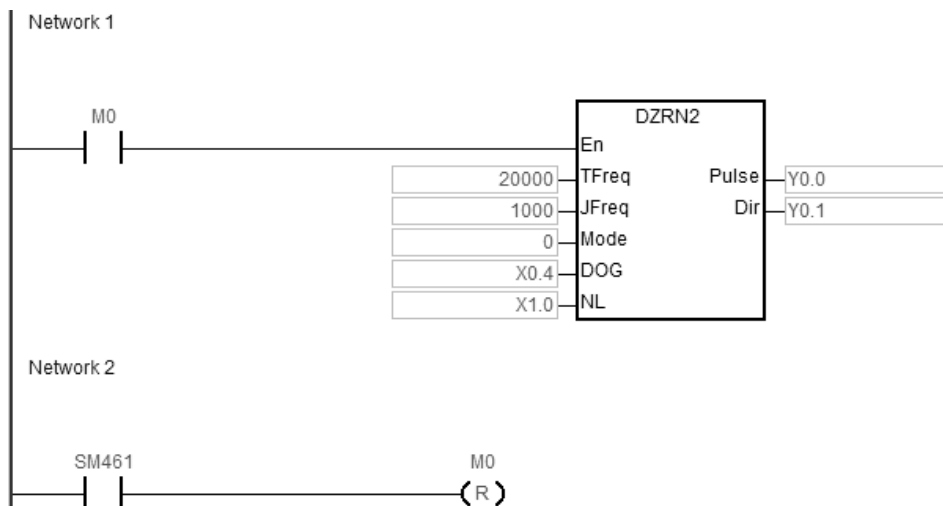 Network 1
M0
DZRN2
En
20000 TFreq Pulse Y0.0
1000 JFreq Dir Y0.1
0 Mode
X0.4 DOG
X1.0 NL
Network 2
SM461 M0
R